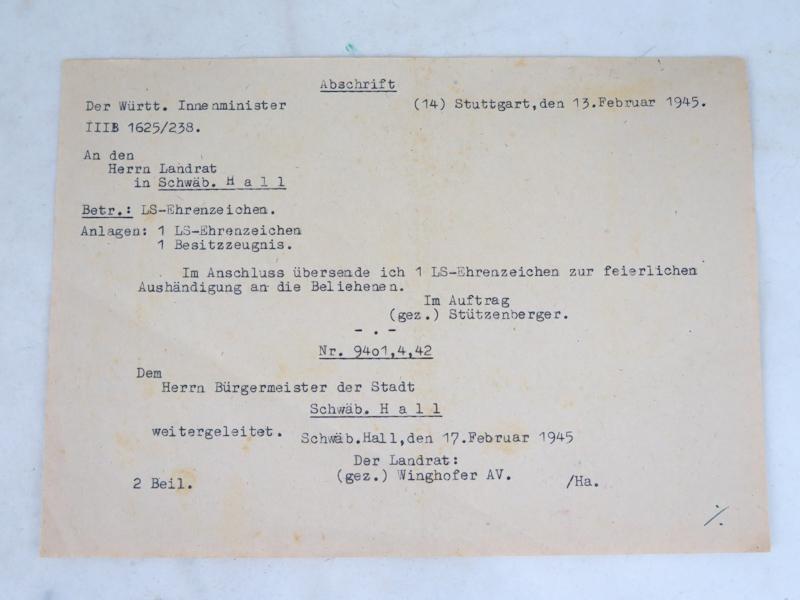 Abschrift
Der Württ. Innenminister (14) Stuttgart,den 13.Februar 1945.
IIIB 1625/238.
An den
Herrn Landrat
in Schwäb. H a l l
Betr.: LS-Ehrenzeichen.
Anlagen: 1 LS-Ehrenzeichen
1 Besitzzeugnis.
Im Anschluss übersende ich 1 LS-Ehrenzeichen zur feierlichen
Aushändigung an die Beliehenen.
Im Auftrag
(gez.) Stützenberger.
- . -
Nr. 94o1,4,42
Dem
Herrn Bürgermeister der Stadt
Schwäb. H a l l
weitergeleitet.
Schwäb.Hall,den 17.Februar 1945
Der Landrat:
(gez.) Winghofer AV.
2 Beil. /Ha.